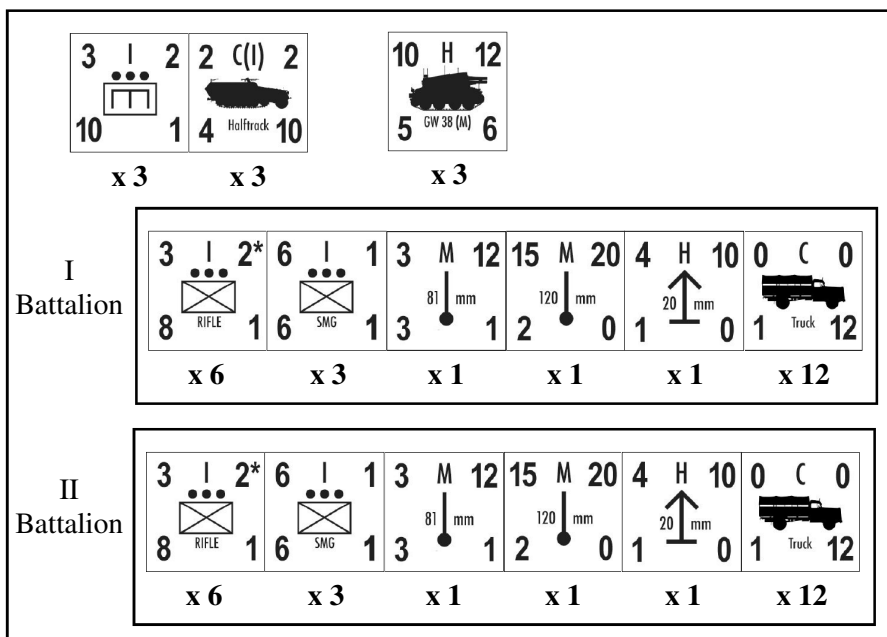 3 I 2 2 C(I) 2 10 H 12
10 1 4 Halftrack 10 5 GW 38 (M) 6
x 3 x 3 x 3
I
Battalion
3 I 2* 6 I 1 3 M 12 15 M 20 4 H 10 0 C 0
81 mm 120 mm 20 mm
8 RIFLE 1 6 SMG 1 3 1 2 0 1 0 1 Truck 12
x 6 x 3 x 1 x 1 x 1 x 12
II
Battalion
3 I 2* 6 I 1 3 M 12 15 M 20 4 H 10 0 C 0
81 mm 120 mm 20 mm
8 RIFLE 1 6 SMG 1 3 1 2 0 1 0 1 Truck 12
x 6 x 3 x 1 x 1 x 1 x 12